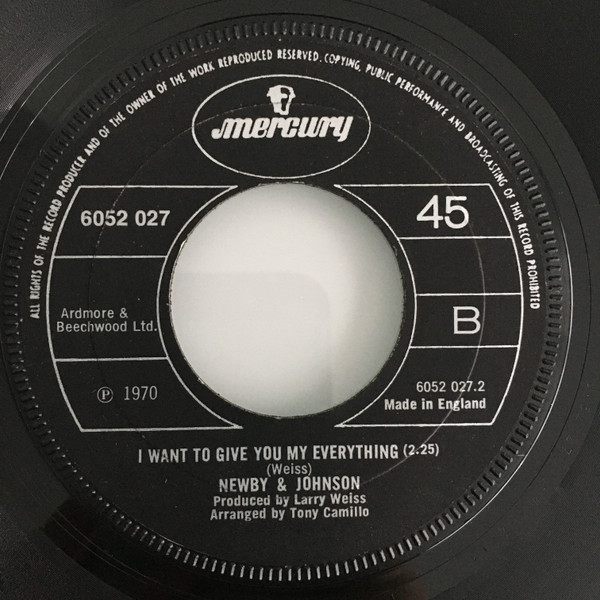 ALL RIGHTS OF THE RECORD PRODUCER AND OF THE OWNER OF THE WORK REPRODUCED RESERVED. COPYING, PUBLIC PERFORMANCE AND BROADCASTING OF THIS RECORD PROHIBITED
mercury
6052 027
45
Ardmore &
Beechwood Ltd.
B
℗ 1970
6052 027.2
Made in England
I WANT TO GIVE YOU MY EVERYTHING (2.25)
(Weiss)
NEWBY & JOHNSON
Produced by Larry Weiss
Arranged by Tony Camillo